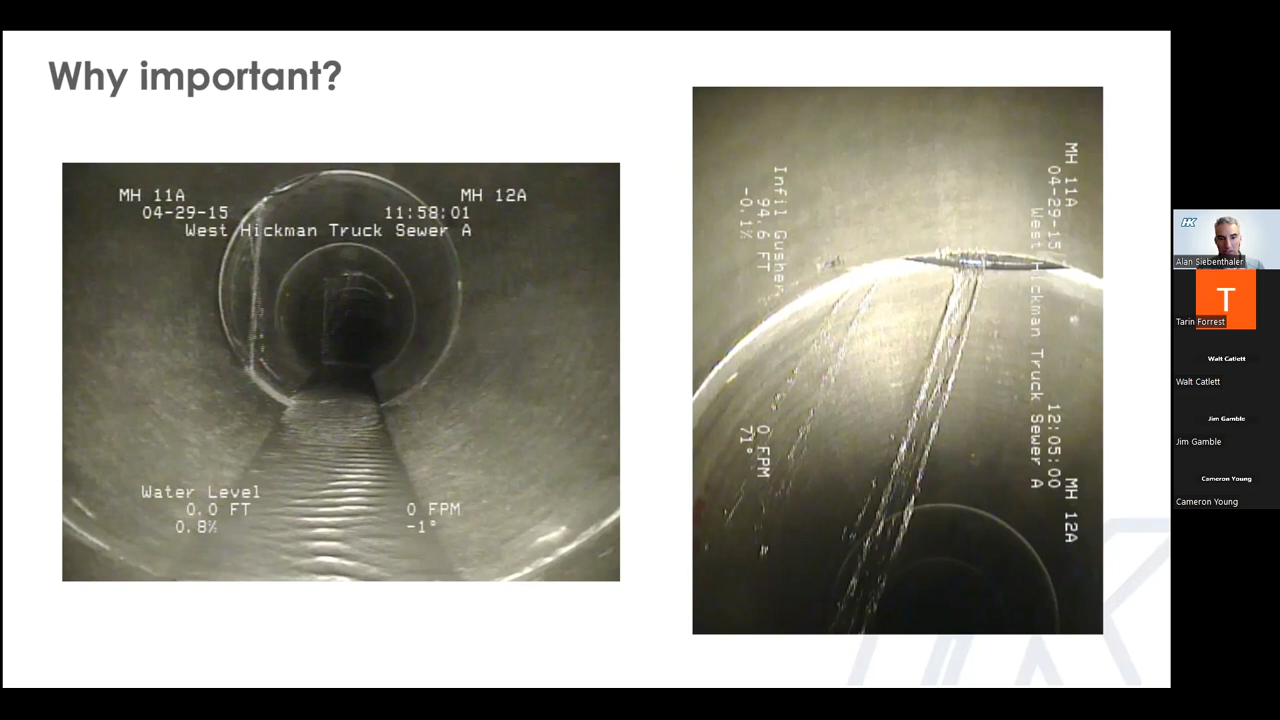 Why important?
MH 11A
MH 12A
04-29-15
11:58:01
West Hickman Truck Sewer A
Water Level
0.0 FT
0 FPM
0.8%
-1°
MH 11A
MH 12A
04-29-15
12:05:00
West Hickman Truck Sewer A
Infil Gusher
94.6 FT
0 FPM
-0.1%
71°
HK
Alan Siebenthaler
T
Tarin Forrest
Walt Catlett
Walt Catlett
Jim Gamble
Jim Gamble
Cameron Young
Cameron Young